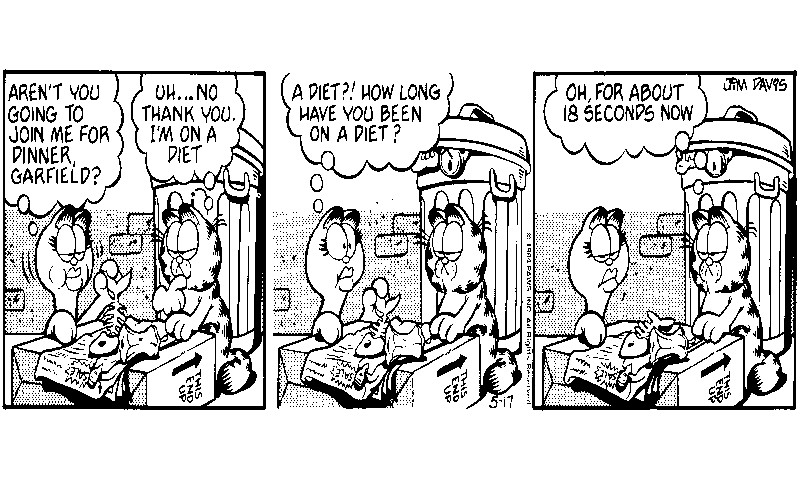 AREN'T YOU
GOING TO
JOIN ME FOR
DINNER,
GARFIELD?
UH...NO
THANK YOU.
I'M ON A
DIET
THIS
END
UP
A DIET?! HOW LONG
HAVE YOU BEEN
ON A DIET?
THIS
END
UP
5-17
OH, FOR ABOUT
18 SECONDS NOW
JIM DAVIS
THIS
END
UP